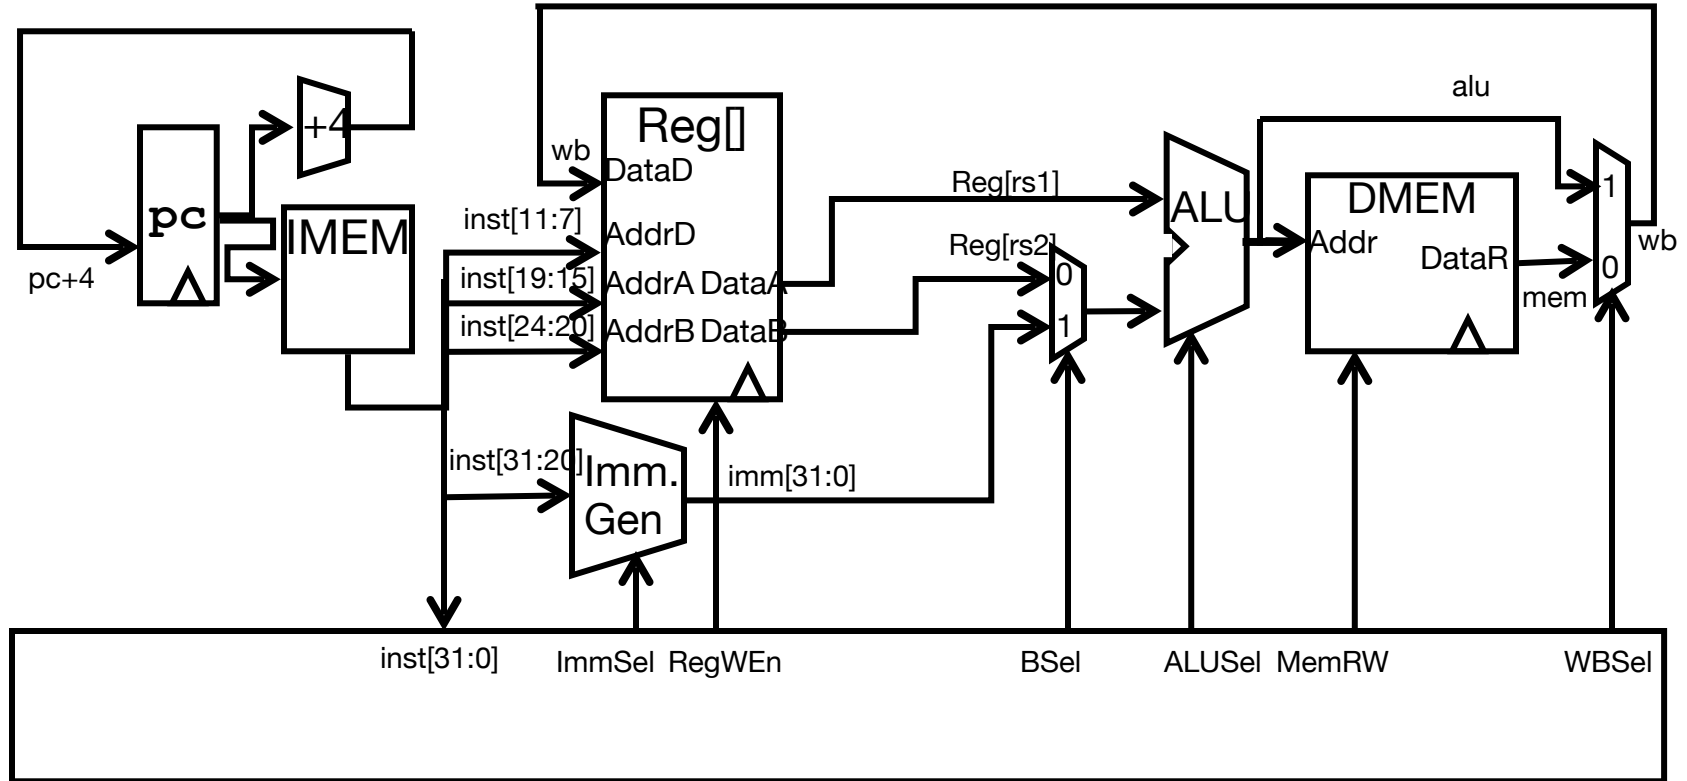 alu
+4
Reg[]
wb
DataD
pc
IMEM
pc+4
inst[11:7]
AddrD
inst[19:15]
AddrA DataA
inst[24:20]
AddrB DataB
Reg[rs1]
Reg[rs2]
0
1
ALU
DMEM
Addr
DataR
mem
1
0
wb
inst[31:20]
Imm.
Gen
imm[31:0]
inst[31:0]
ImmSel
RegWEn
BSel
ALUSel
MemRW
WBSel